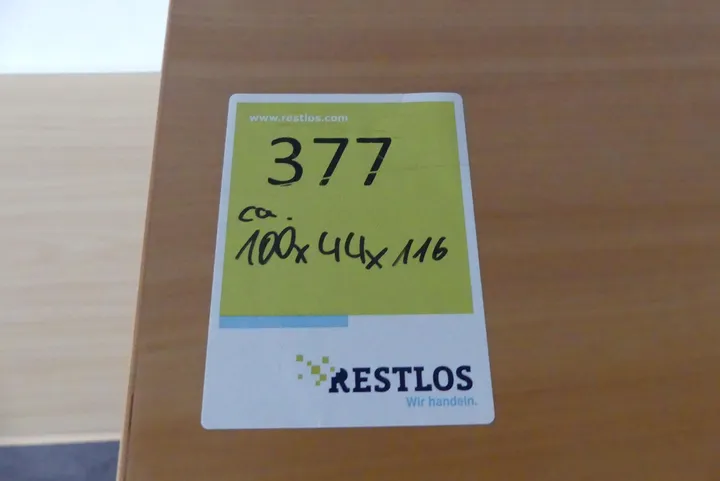 www.restlos.com
377
ca.
100x44x116
RESTLOS
Wir handeln.